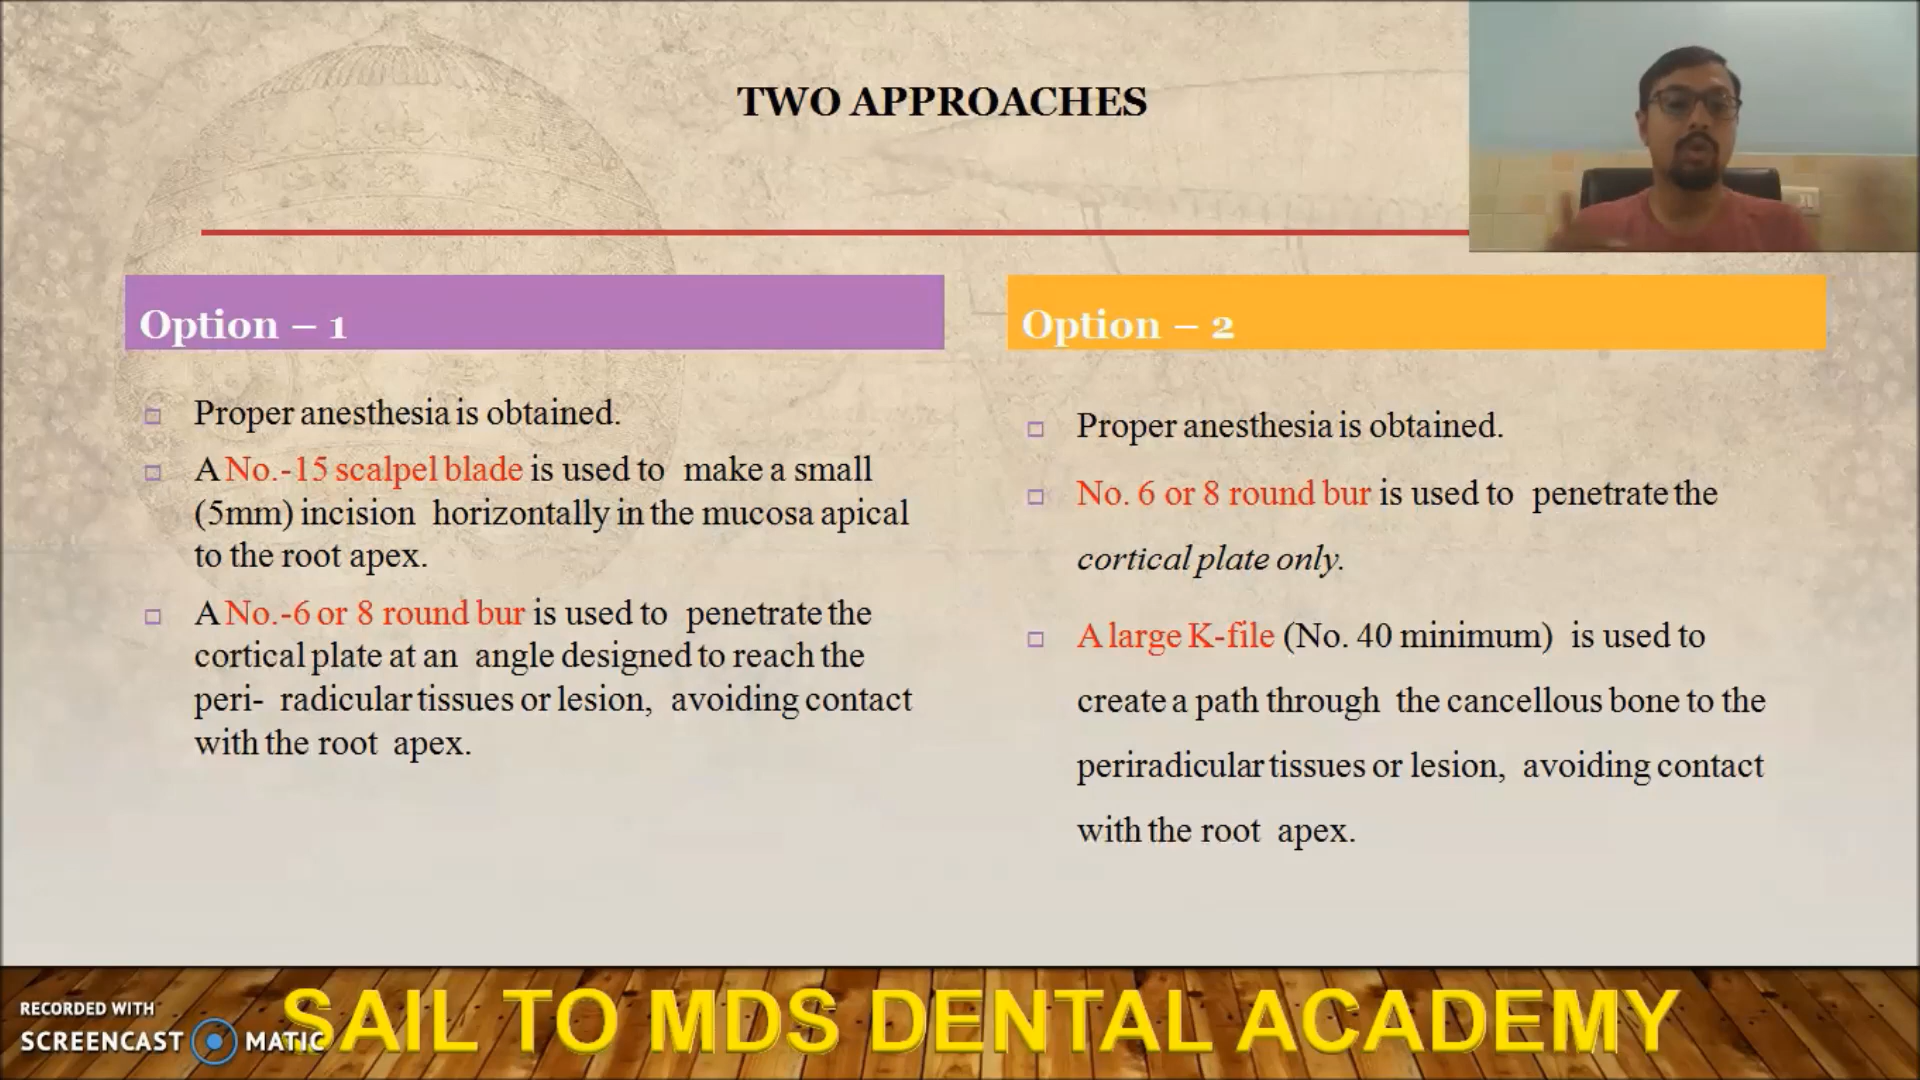 TWO APPROACHES
Option – 1
Proper anesthesia is obtained.
A No.-15 scalpel blade is used to make a small
(5mm) incision horizontally in the mucosa apical
to the root apex.
A No.-6 or 8 round bur is used to penetrate the
cortical plate at an angle designed to reach the
peri- radicular tissues or lesion, avoiding contact
with the root apex.
Option – 2
Proper anesthesia is obtained.
No. 6 or 8 round bur is used to penetrate the
cortical plate only.
A large K-file (No. 40 minimum) is used to
create a path through the cancellous bone to the
periradicular tissues or lesion, avoiding contact
with the root apex.
RECORDED WITH
SCREENCAST MATIC
SAIL TO MDS DENTAL ACADEMY